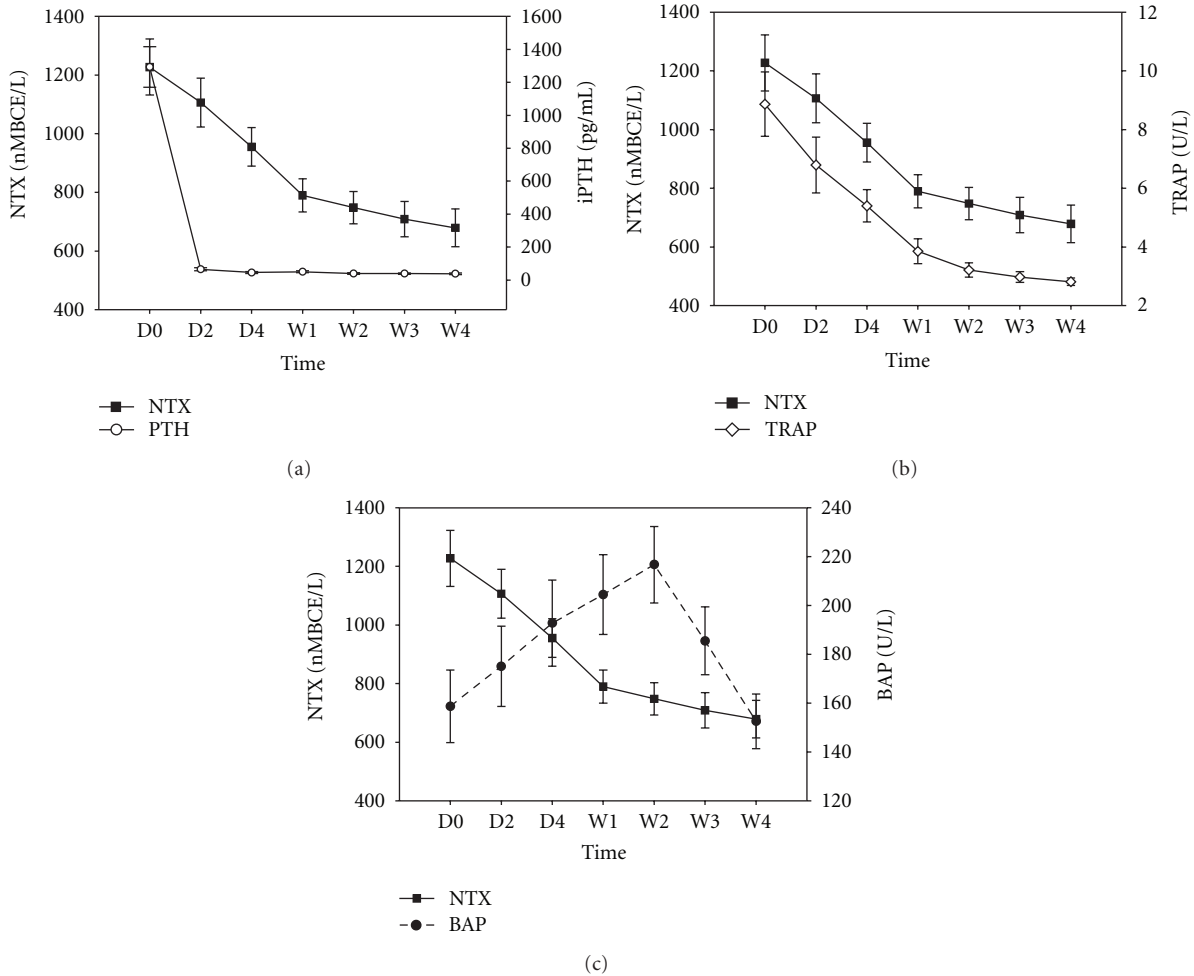 1400
1200
1000
800
600
400
NTX (nMBCE/L)
1600
1400
1200
1000
800
600
400
200
0
iPTH (pg/mL)
D0 D2 D4 W1 W2 W3 W4
Time
NTX
PTH
(a)
1400
1200
1000
800
600
400
NTX (nMBCE/L)
12
10
8
6
4
2
TRAP (U/L)
D0 D2 D4 W1 W2 W3 W4
Time
NTX
TRAP
(b)
1400
1200
1000
800
600
400
NTX (nMBCE/L)
240
220
200
180
160
140
120
BAP (U/L)
D0 D2 D4 W1 W2 W3 W4
Time
NTX
BAP
(c)